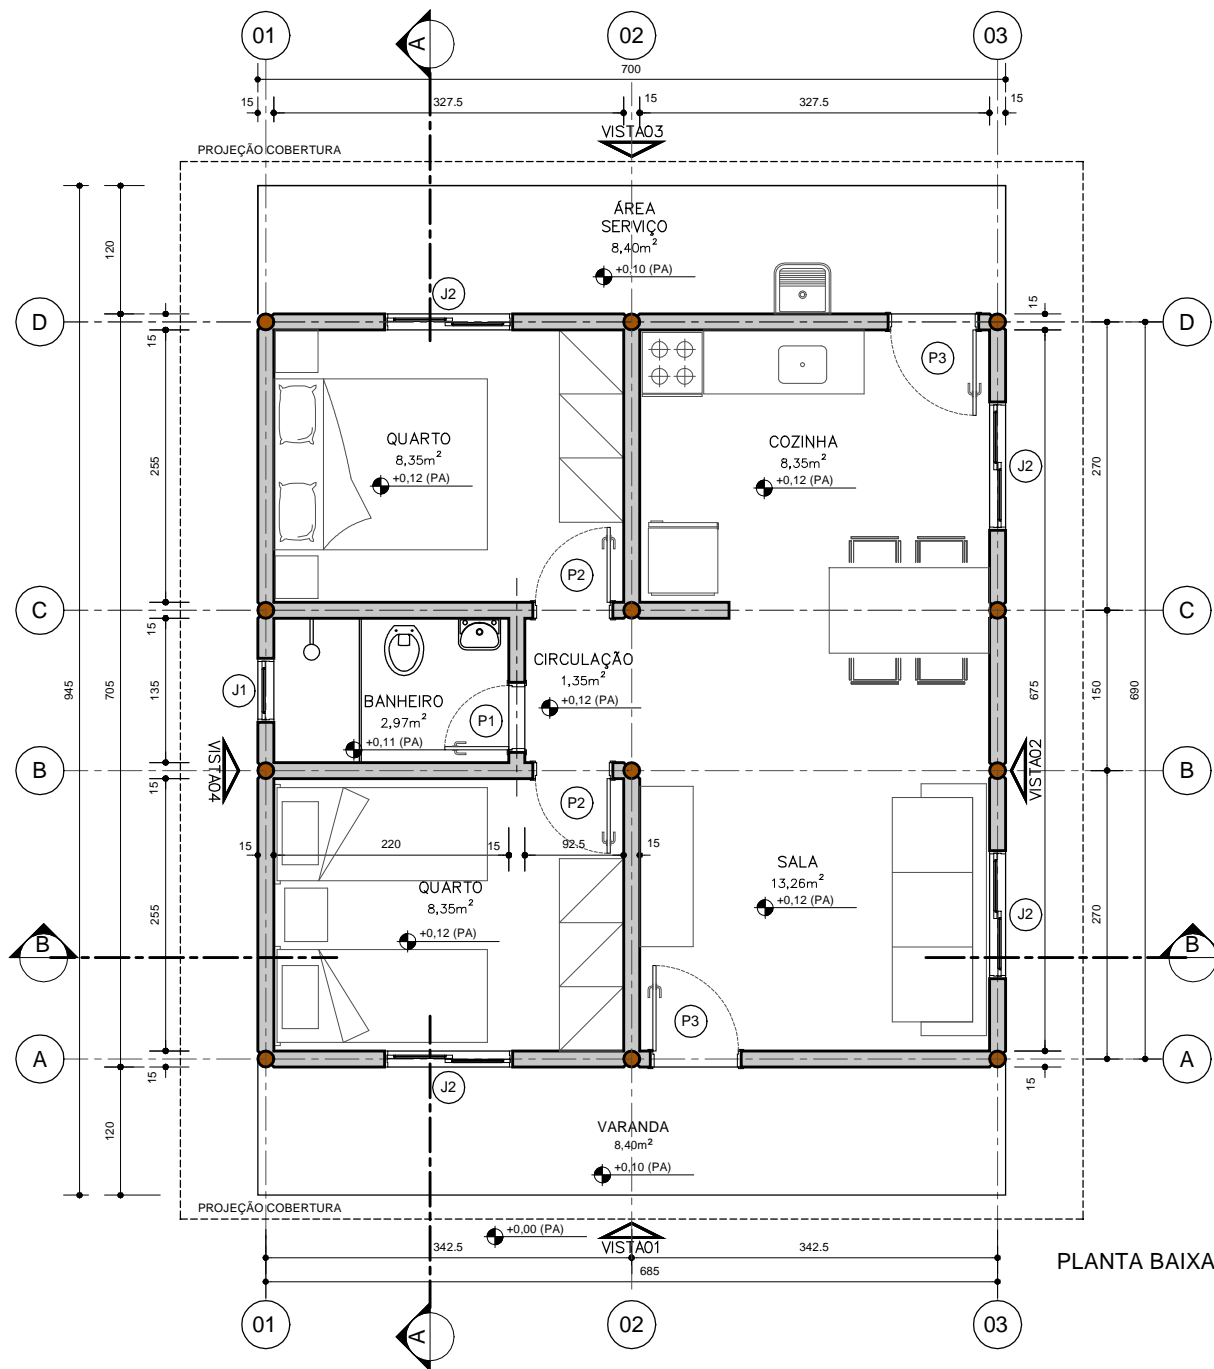 01
A
02
03
700
15
327.5
15
327.5
15
VISTA03
PROJEÇÃO COBERTURA
ÁREA
SERVIÇO
8,40m²
+0,10 (PA)
120
J2
15
D
D
15
P3
QUARTO
8,35m²
+0,12 (PA)
COZINHA
8,35m²
+0,12 (PA)
J2
255
270
P2
C
C
15
CIRCULAÇÃO
1,35m²
+0,12 (PA)
BANHEIRO
2,97m²
+0,11 (PA)
P1
J1
945
705
135
675
150
690
VISTA04
VISTA02
B
B
15
P2
15
220
15
92.5
15
QUARTO
8,35m²
+0,12 (PA)
SALA
13,26m²
+0,12 (PA)
J2
255
270
B
B
P3
A
A
15
15
J2
120
VARANDA
8,40m²
+0,10 (PA)
PROJEÇÃO COBERTURA
+0,00 (PA)
VISTA01
342.5
342.5
685
PLANTA BAIXA
01
A
02
03